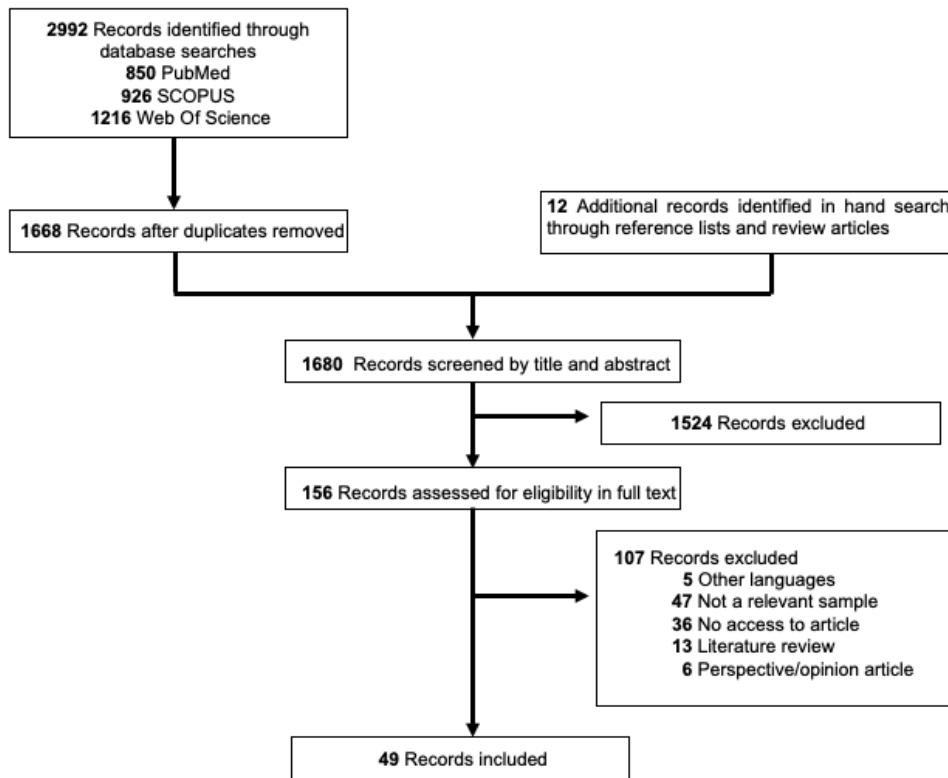 2992 Records identified through
database searches
850 PubMed
926 SCOPUS
1216 Web Of Science
1668 Records after duplicates removed
12 Additional records identified in hand search
through reference lists and review articles
1680 Records screened by title and abstract
1524 Records excluded
156 Records assessed for eligibility in full text
107 Records excluded
5 Other languages
47 Not a relevant sample
36 No access to article
13 Literature review
6 Perspective/opinion article
49 Records included